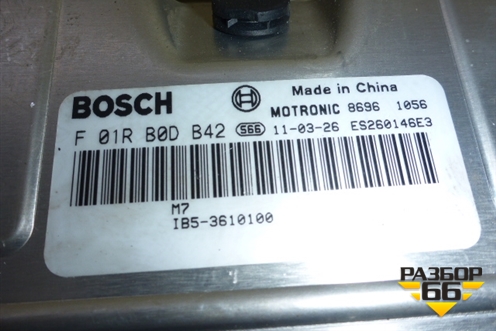 BOSCH
Made in China
MOTRONIC 8696 1056
F 01R B0D B42 S66 11-03-26 ES260146E3
M7
IB5-3610100
РАЗБОР
66